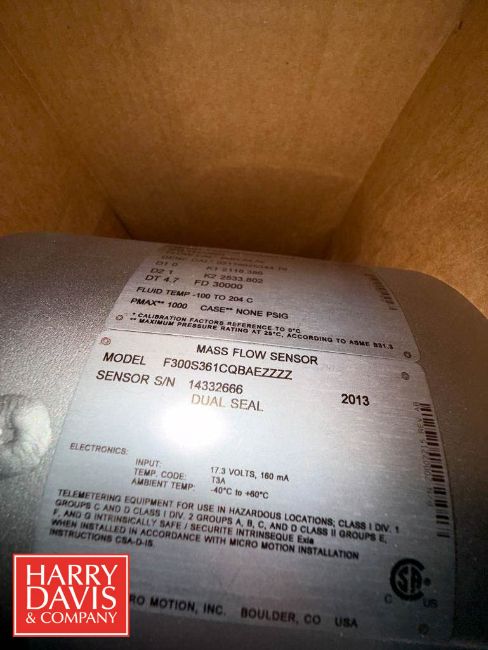 D1 0 K1 2118.386
D2 1 K2 2533.802
DT 4.7 FD 30000
FLUID TEMP -100 TO 204 C
PMAX** 1000 CASE** NONE PSIG
* CALIBRATION FACTORS REFERENCE TO 0°C
** MAXIMUM PRESSURE RATING AT 25°C, ACCORDING TO ASME B31.3
MASS FLOW SENSOR
MODEL F300S361CQBAEZZZZ
SENSOR S/N 14332666 2013
DUAL SEAL
ELECTRONICS:
INPUT: 17.3 VOLTS, 160 mA
TEMP. CODE: T3A
AMBIENT TEMP: -40°C to +60°C
TELEMETERING EQUIPMENT FOR USE IN HAZARDOUS LOCATIONS; CLASS I DIV. 1
GROUPS C AND D CLASS I DIV. 2 GROUPS A, B, C, AND D CLASS II GROUPS E,
F, AND G INTRINSICALLY SAFE / SECURITE INTRINSEQUE Exia
WHEN INSTALLED IN ACCORDANCE WITH MICRO MOTION INSTALLATION
INSTRUCTIONS CSA-D-IS
C US
MOTION, INC. BOULDER, CO USA
HARRY
DAVIS
& COMPANY